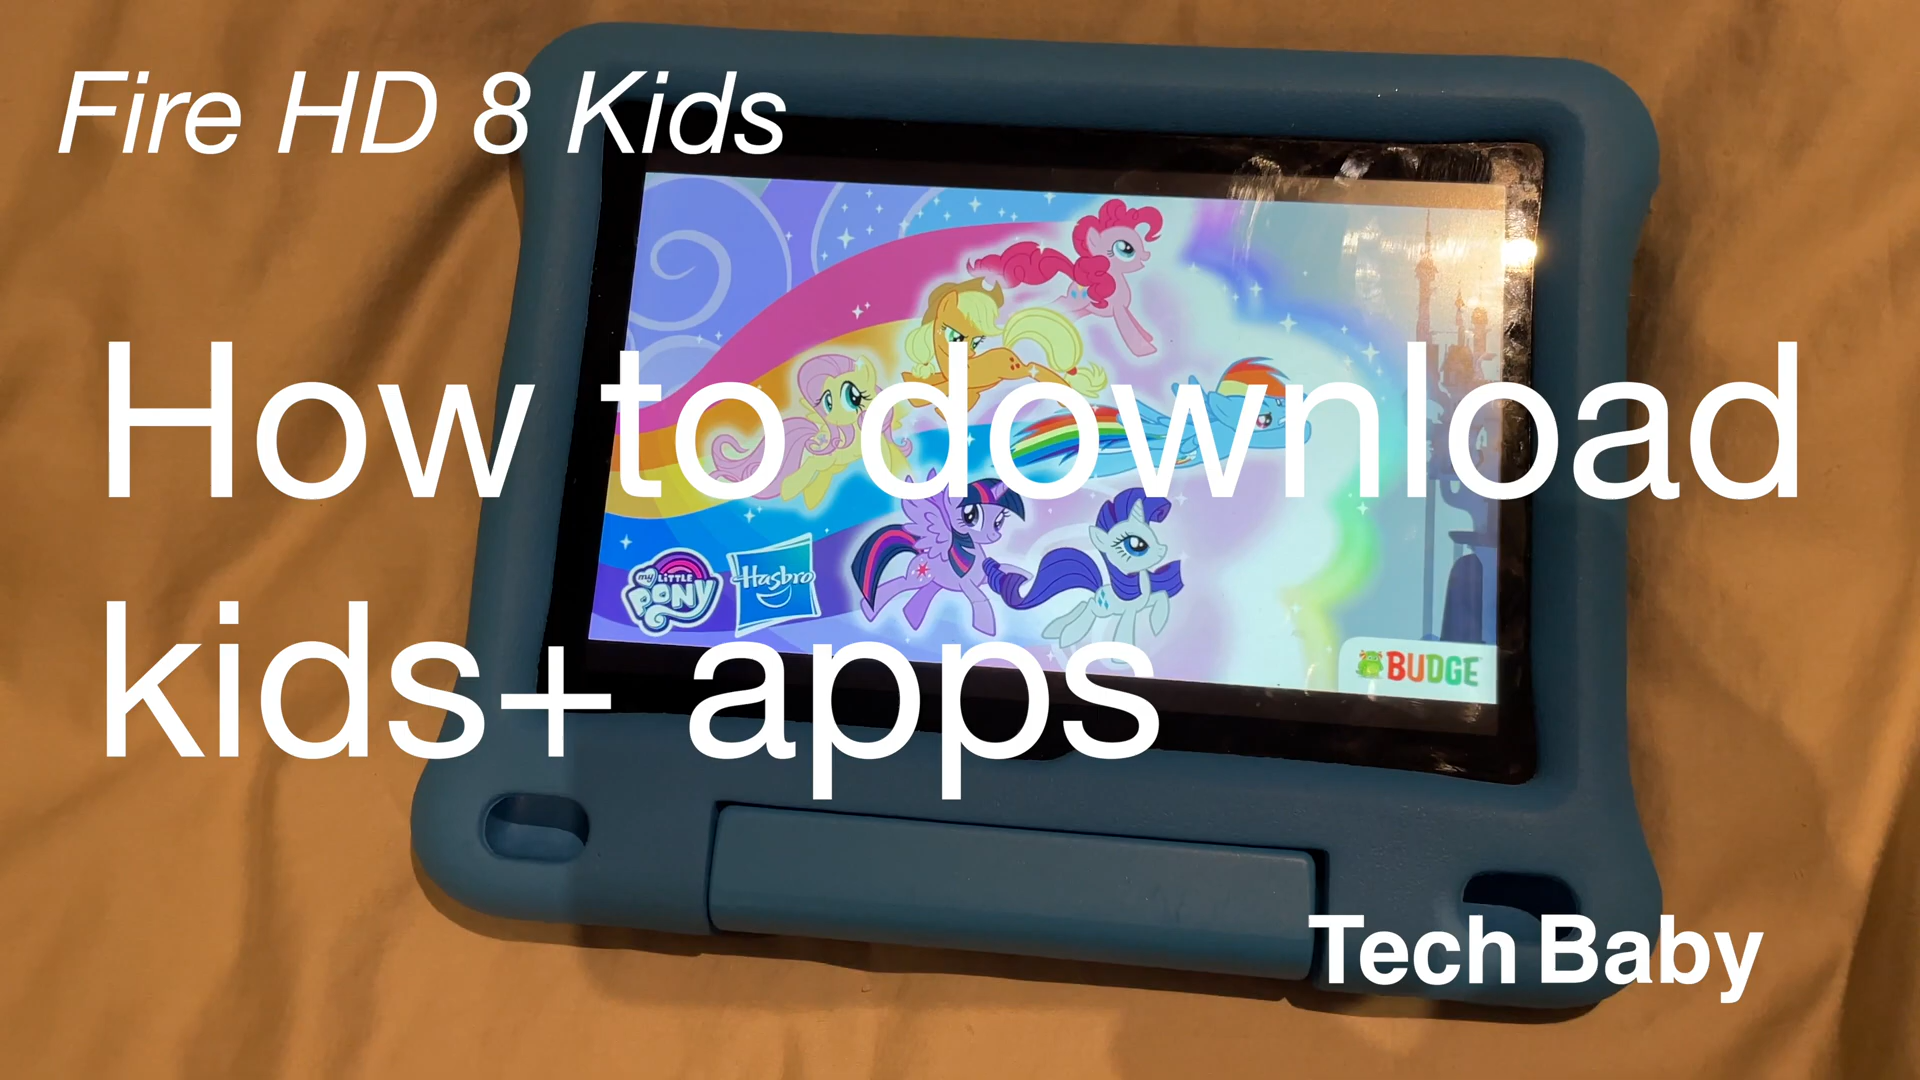 Fire HD 8 Kids
How to download
kids+ apps
my LITTLE PONY
Hasbro
BUDGE
Tech Baby